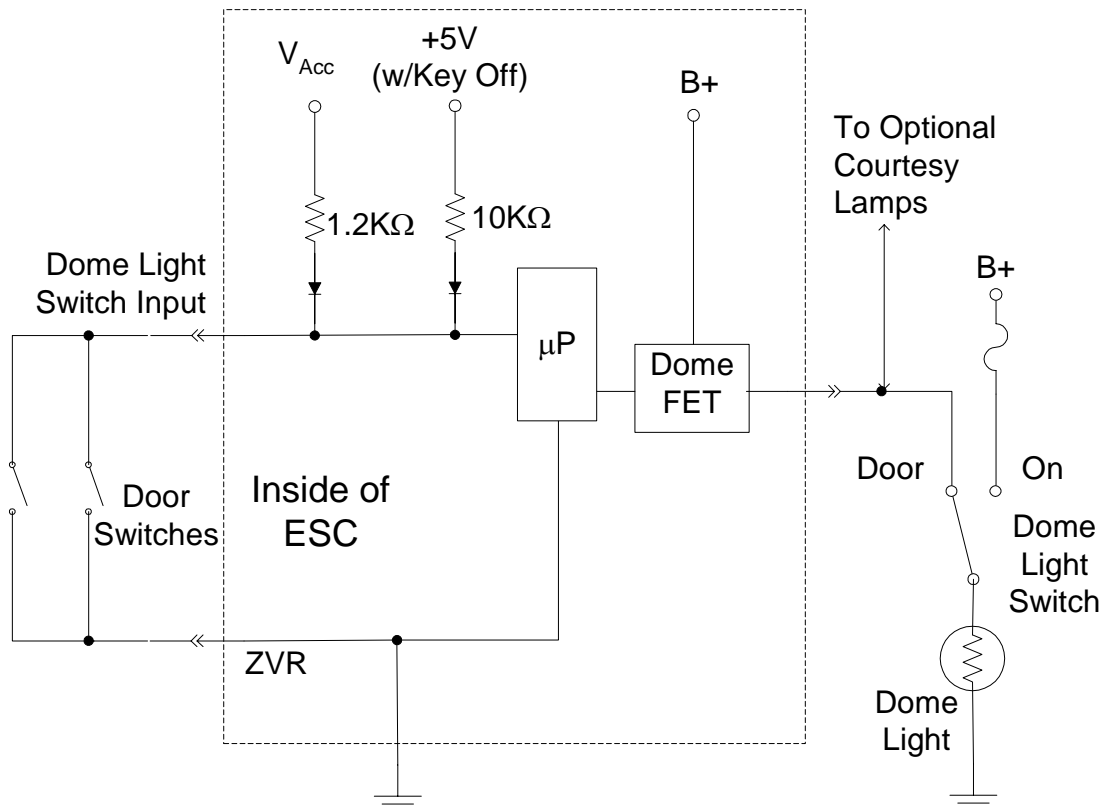 V_Acc
+5V
(w/Key Off)
B+
To Optional
Courtesy
Lamps
1.2KΩ
10KΩ
Dome Light
Switch Input
B+
μP
Dome
FET
Door
On
Inside of
ESC
Door
Switches
Dome
Light
Switch
ZVR
Dome
Light